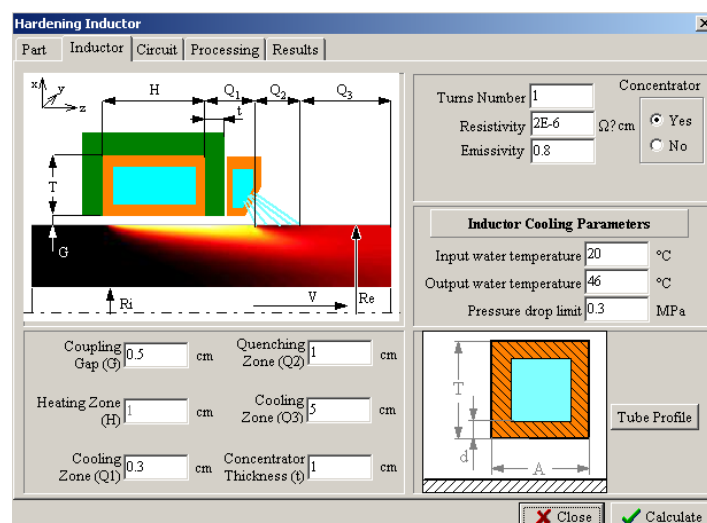 Hardening Inductor
Part Inductor Circuit Processing Results
x y z
H Q1 Q2 Q3
t
T
G
Ri V Re
Turns Number 1
Resistivity 2E-6 Ω?cm
Emissivity 0.8
Concentrator
Yes
No
Inductor Cooling Parameters
Input water temperature 20 °C
Output water temperature 46 °C
Pressure drop limit 0.3 MPa
Coupling Gap (G) 0.5 cm
Quenching Zone (Q2) 1 cm
Heating Zone (H) 1 cm
Cooling Zone (Q3) 5 cm
Cooling Zone (Q1) 0.3 cm
Concentrator Thickness (t) 1 cm
T
d
A
Tube Profile
Close Calculate